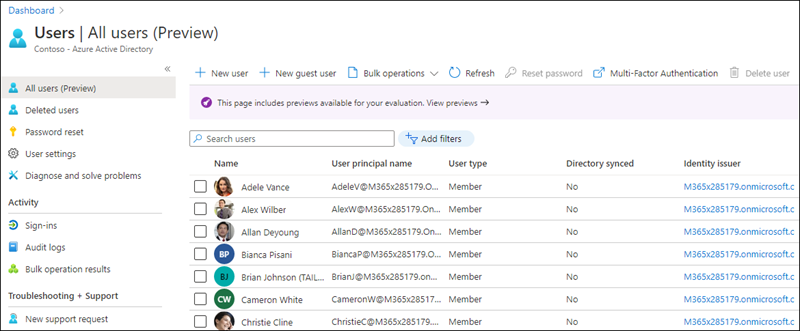 Dashboard >
Users | All users (Preview)
Contoso - Azure Active Directory
«
All users (Preview)
Deleted users
Password reset
User settings
Diagnose and solve problems
Activity
Sign-ins
Audit logs
Bulk operation results
Troubleshooting + Support
New support request
+ New user + New guest user Bulk operations Refresh Reset password Multi-Factor Authentication Delete user
This page includes previews available for your evaluation. View previews →
Search users Add filters
Name User principal name User type Directory synced Identity issuer
Adele Vance AdeleV@M365x285179.O... Member No M365x285179.onmicrosoft.c
Alex Wilber AlexW@M365x285179.On... Member No M365x285179.onmicrosoft.c
Allan Deyoung AllanD@M365x285179.O... Member No M365x285179.onmicrosoft.c
BP Bianca Pisani BiancaP@M365x285179.O... Member No M365x285179.onmicrosoft.c
BJ Brian Johnson (TAIL... BrianJ@M365x285179.on... Member No M365x285179.onmicrosoft.c
CW Cameron White CameronW@M365x285179... Member No M365x285179.onmicrosoft.c
Christie Cline ChristieC@M365x285179.... Member No M365x285179.onmicrosoft.c